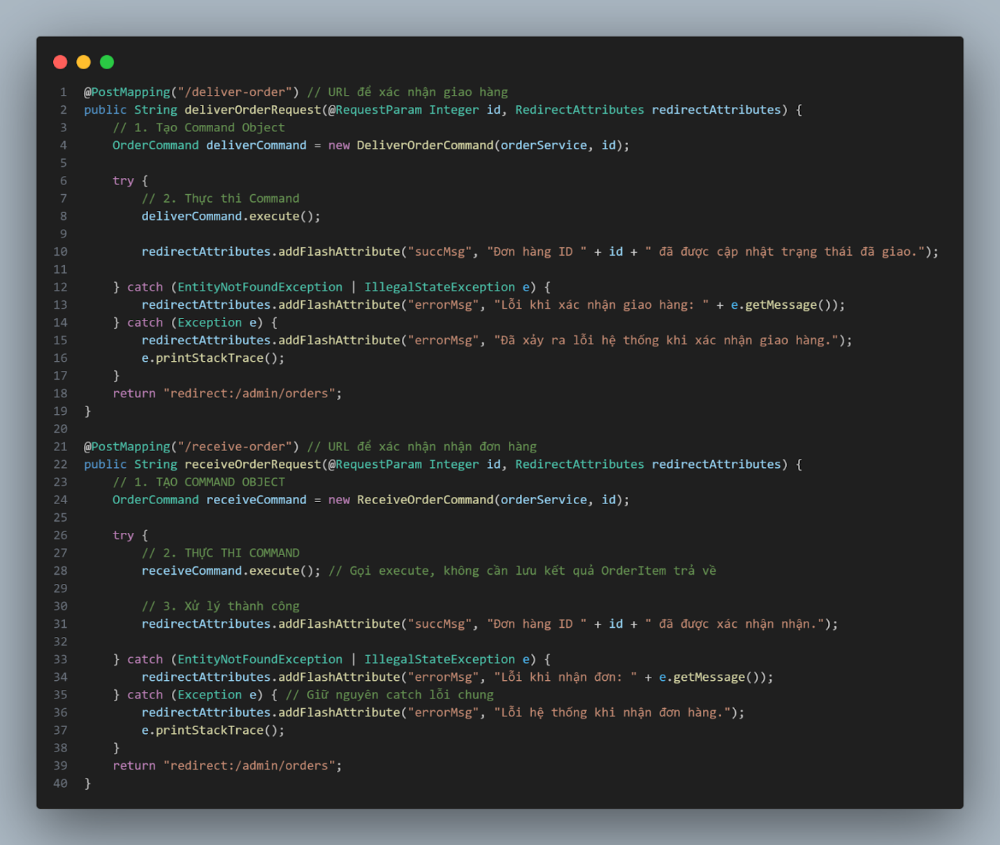 1 @PostMapping("/deliver-order") // URL để xác nhận giao hàng
2 public String deliverOrderRequest(@RequestParam Integer id, RedirectAttributes redirectAttributes) {
3     // 1. Tạo Command Object
4     OrderCommand deliverCommand = new DeliverOrderCommand(orderService, id);
5
6     try {
7         // 2. Thực thi Command
8         deliverCommand.execute();
9
10         redirectAttributes.addFlashAttribute("succMsg", "Đơn hàng ID " + id + " đã được cập nhật trạng thái đã giao.");
11
12     } catch (EntityNotFoundException | IllegalStateException e) {
13         redirectAttributes.addFlashAttribute("errorMsg", "Lỗi khi xác nhận giao hàng: " + e.getMessage());
14     } catch (Exception e) {
15         redirectAttributes.addFlashAttribute("errorMsg", "Đã xảy ra lỗi hệ thống khi xác nhận giao hàng.");
16         e.printStackTrace();
17     }
18     return "redirect:/admin/orders";
19 }
20
21 @PostMapping("/receive-order") // URL để xác nhận nhận đơn hàng
22 public String receiveOrderRequest(@RequestParam Integer id, RedirectAttributes redirectAttributes) {
23     // 1. TẠO COMMAND OBJECT
24     OrderCommand receiveCommand = new ReceiveOrderCommand(orderService, id);
25
26     try {
27         // 2. THỰC THI COMMAND
28         receiveCommand.execute(); // Gọi execute, không cần lưu kết quả OrderItem trả về
29
30         // 3. Xử lý thành công
31         redirectAttributes.addFlashAttribute("succMsg", "Đơn hàng ID " + id + " đã được xác nhận nhận.");
32
33     } catch (EntityNotFoundException | IllegalStateException e) {
34         redirectAttributes.addFlashAttribute("errorMsg", "Lỗi khi nhận đơn: " + e.getMessage());
35     } catch (Exception e) { // Giữ nguyên catch lỗi chung
36         redirectAttributes.addFlashAttribute("errorMsg", "Lỗi hệ thống khi nhận đơn hàng.");
37         e.printStackTrace();
38     }
39     return "redirect:/admin/orders";
40 }